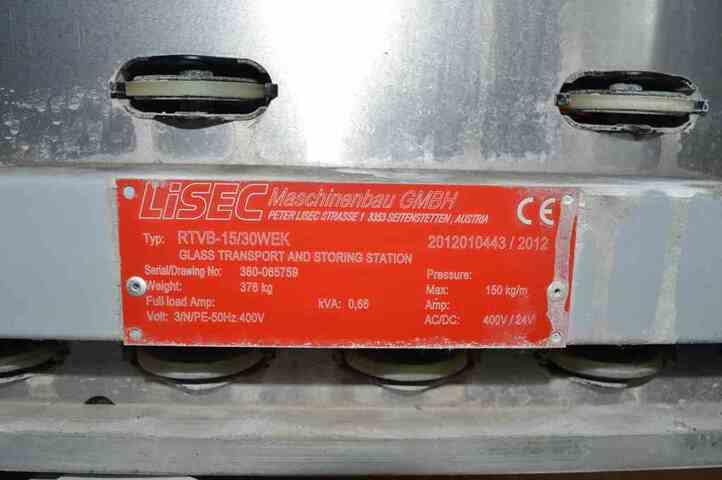 LiSEC Maschinenbau GMBH CE
PETER LISEC STRASSE 1 3353 SEITENSTETTEN, AUSTRIA
Typ: RTVB-15/30WEK 2012010443 / 2012
GLASS TRANSPORT AND STORING STATION
Serial/Drawing No: 360-065759 Pressure:
Weight: 376 kg Max: 150 kg/m
Full load Amp: kVA: 0,66 Amp:
Volt: 3/N/PE-50Hz 400V AC/DC: 400V / 24V